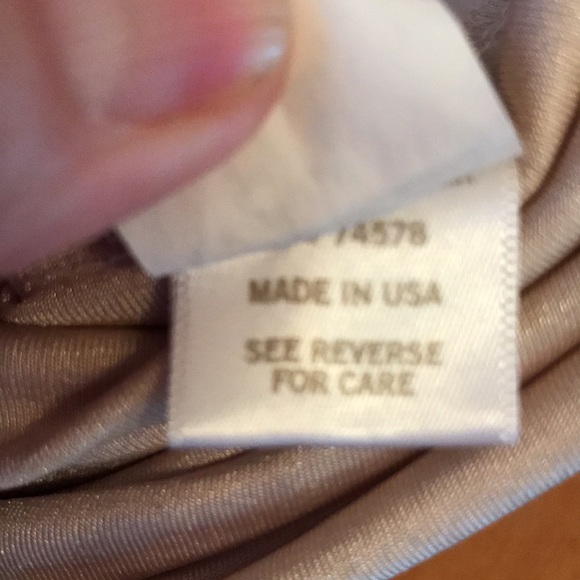 74578
MADE IN USA
SEE REVERSE
FOR CARE